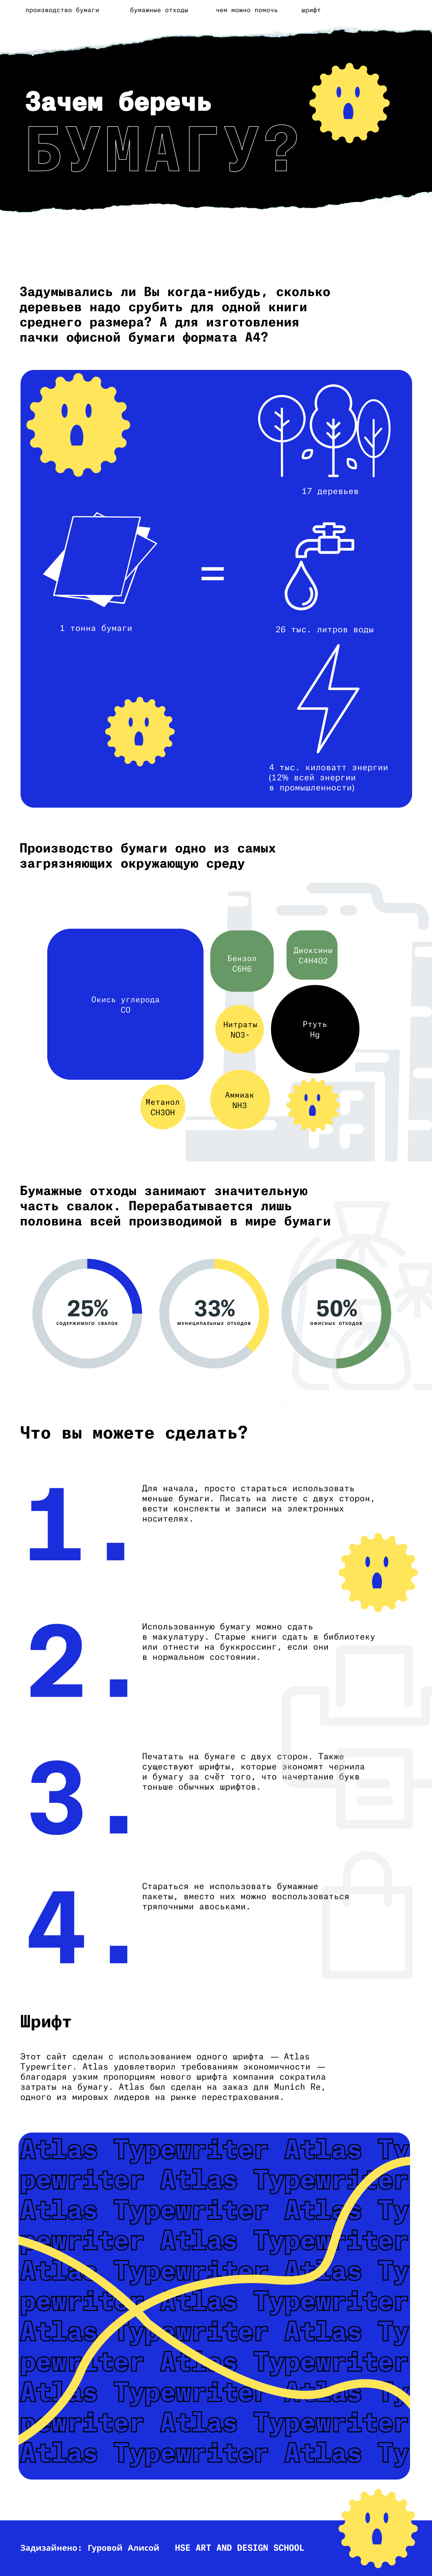 производство бумаги бумажные отходы чем можно помочь шрифт
Зачем беречь
БУМАГУ?
Задумывались ли Вы когда-нибудь, сколько
деревьев надо срубить для одной книги
среднего размера? А для изготовления
пачки офисной бумаги формата А4?
17 деревьев
=
1 тонна бумаги
26 тыс. литров воды
4 тыс. киловатт энергии
(12% всей энергии
в промышленности)
Производство бумаги одно из самых
загрязняющих окружающую среду
Окись углерода
CO
Бензол
C6H6
Диоксины
C4H4O2
Нитраты
NO3-
Ртуть
Hg
Метанол
CH3OH
Аммиак
NH3
Бумажные отходы занимают значительную
часть свалок. Перерабатывается лишь
половина всей производимой в мире бумаги
25%
СОДЕРЖИМОГО СВАЛОК
33%
МУНИЦИПАЛЬНЫХ ОТХОДОВ
50%
ОФИСНЫХ ОТХОДОВ
Что вы можете сделать?
1.
Для начала, просто стараться использовать
меньше бумаги. Писать на листе с двух сторон,
вести конспекты и записи на электронных
носителях.
2.
Использованную бумагу можно сдать
в макулатуру. Старые книги сдать в библиотеку
или отнести на буккроссинг, если они
в нормальном состоянии.
3.
Печатать на бумаге с двух сторон. Также
существуют шрифты, которые экономят чернила
и бумагу за счёт того, что начертание букв
тоньше обычных шрифтов.
4.
Стараться не использовать бумажные
пакеты, вместо них можно воспользоваться
тряпочными авоськами.
Шрифт
Этот сайт сделан с использованием одного шрифта — Atlas
Typewriter. Atlas удовлетворил требованиям экономичности —
благодаря узким пропорциям нового шрифта компания сократила
затраты на бумагу. Atlas был сделан на заказ для Munich Re,
одного из мировых лидеров на рынке перестрахования.
Atlas Typewriter Atlas Ty
pewriter Atlas Typewriter
Atlas Typewriter Atlas Ty
pewriter Atlas Typewriter
Atlas Typewriter Atlas Ty
pewriter Atlas Typewriter
Atlas Typewriter Atlas Ty
pewriter Atlas Typewriter
Atlas Typewriter Atlas Ty
pewriter Atlas Typewriter
Atlas Typewriter Atlas Ty
Задизайнено: Гуровой Алисой HSE ART AND DESIGN SCHOOL